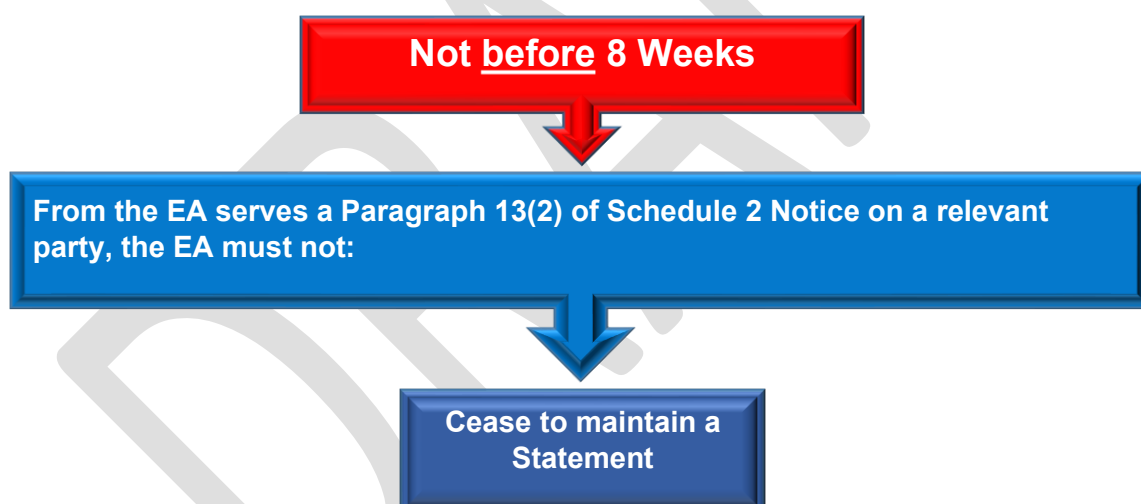 Not before 8 Weeks
From the EA serves a Paragraph 13(2) of Schedule 2 Notice on a relevant
party, the EA must not:
Cease to maintain a
Statement